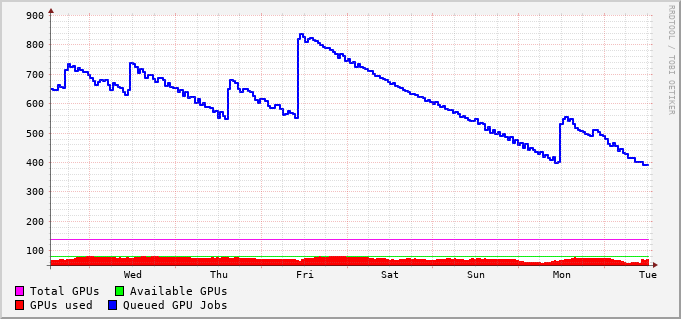 900
800
700
600
500
400
300
200
100
Wed Thu Fri Sat Sun Mon Tue
Total GPUs Available GPUs
GPUs used Queued GPU Jobs
RRDTOOL / TOBI OETIKER